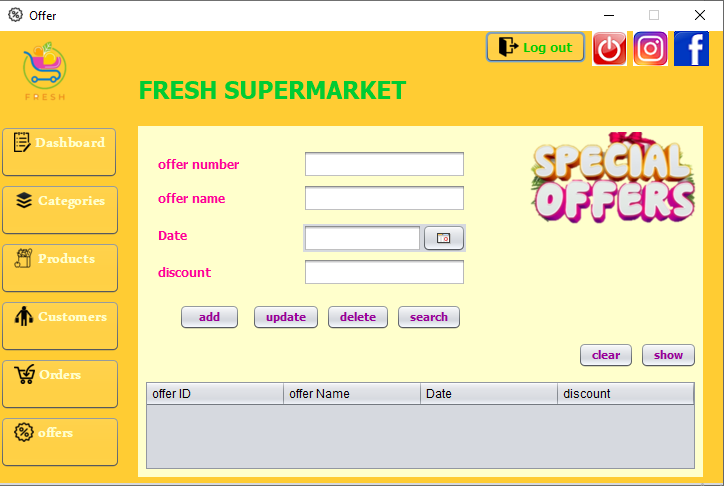 Offer
Log out
FRESH
FRESH SUPERMARKET
Dashboard
Categories
Products
Customers
Orders
offers
offer number
offer name
Date
discount
SPECIAL
OFFERS
add update delete search
clear show
offer ID offer Name Date discount